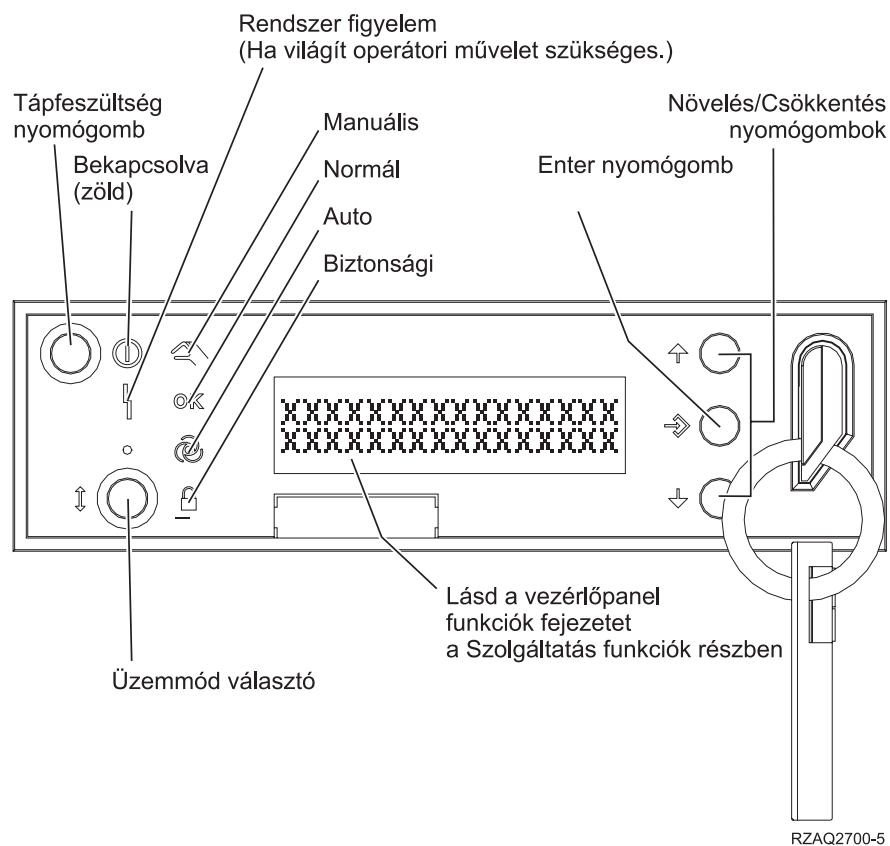 Rendszer figyelem
(Ha világít operátori művelet szükséges.)
Tápfeszültség
nyomógomb
Bekapcsolva
(zöld)
Manuális
Normál
Auto
Biztonsági
Növelés/Csökkentés
nyomógombok
Enter nyomógomb
OK
XXXXXXXXXXXXXXXX
XXXXXXXXXXXXXXXX
Lásd a vezérlőpanel
funkciók fejezetet
a Szolgáltatás funkciók részben
Üzemmód választó
RZAQ2700-5